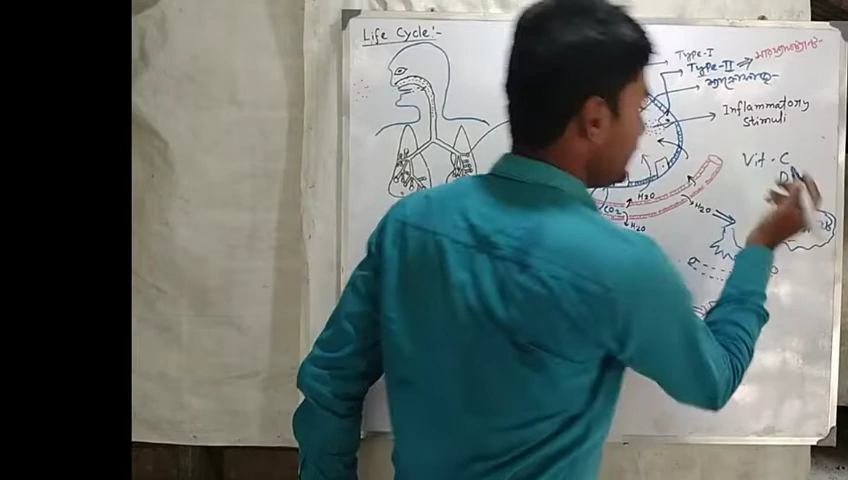 Life Cycle:-
Type-I
Type-II ⇒
Inflammatory
Stimuli
Vit. C
D
H2O
CO2
H2O
H2O